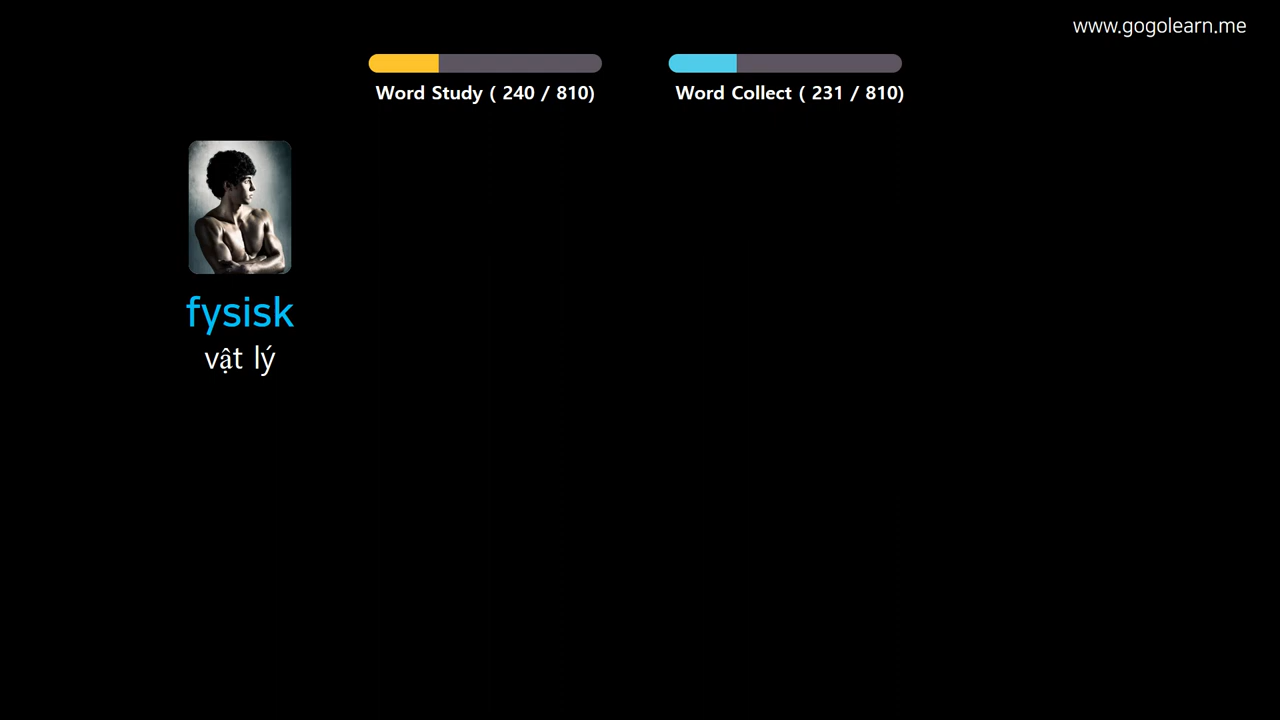 www.gogolearn.me
Word Study ( 240 / 810)
Word Collect ( 231 / 810)
fysisk
vật lý